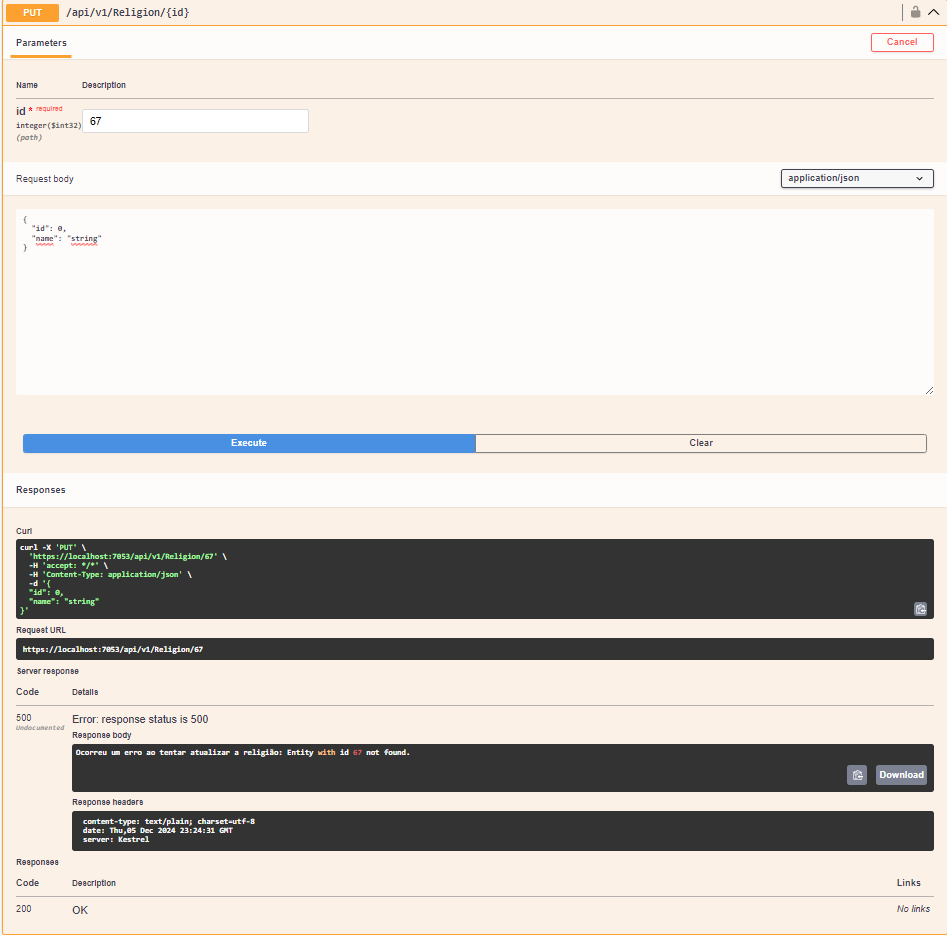 PUT /api/v1/Religion/{id}
Parameters
Cancel
Name Description
id * required
integer($int32)
(path)
67
Request body
application/json
{
  "id": 0,
  "name": "string"
}
Execute
Clear
Responses
Curl
curl -X 'PUT' \
  'https://localhost:7053/api/v1/Religion/67' \
  -H 'accept: */*' \
  -H 'Content-Type: application/json' \
  -d '{
  "id": 0,
  "name": "string"
}'
Request URL
https://localhost:7053/api/v1/Religion/67
Server response
Code Details
500
Undocumented
Error: response status is 500
Response body
Ocorreu um erro ao tentar atualizar a religião: Entity with id 67 not found.
Download
Response headers
content-type: text/plain; charset=utf-8
date: Thu,05 Dec 2024 23:24:31 GMT
server: Kestrel
Responses
Code Description Links
200 OK No links